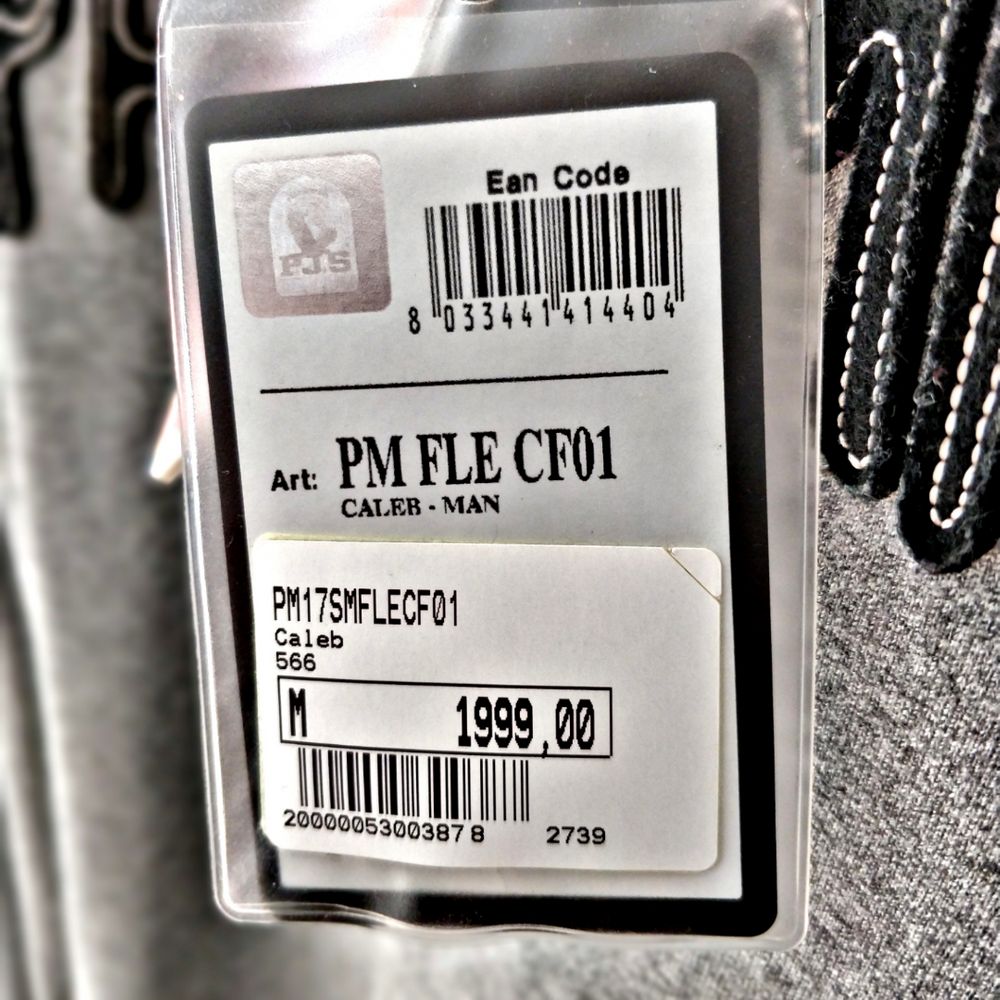 PJS
Ean Code
8 033441 414404
Art: PM FLE CF01
CALEB - MAN
PM17SMFLECF01
Caleb
566
M 1999,00
2000005300387 8 2739